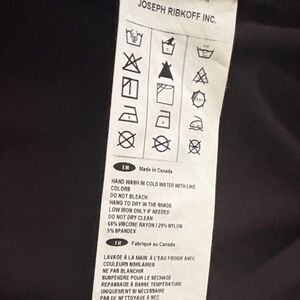 JOSEPH RIBKOFF INC.
EN Made in Canada
HAND WASH IN COLD WATER WITH LIKE
COLORS
DO NOT BLEACH
HANG TO DRY IN THE SHADE
LOW IRON ONLY IF NEEDED
DO NOT DRY CLEAN
66% VISCOSE RAYON / 29% NYLON
5% SPANDEX
FR Fabriqué au Canada
LAVAGE À LA MAIN À L'EAU FROIDE AVEC
COULEURS SIMILAIRES
NE PAS BLANCHIR
SUSPENDRE POUR LE SÉCHAGE
REPASSAGE À BASSE TEMPÉRATURE
UNIQUEMENT SI NÉCESSAIRE
PAS DE NETTOYAGE À SEC